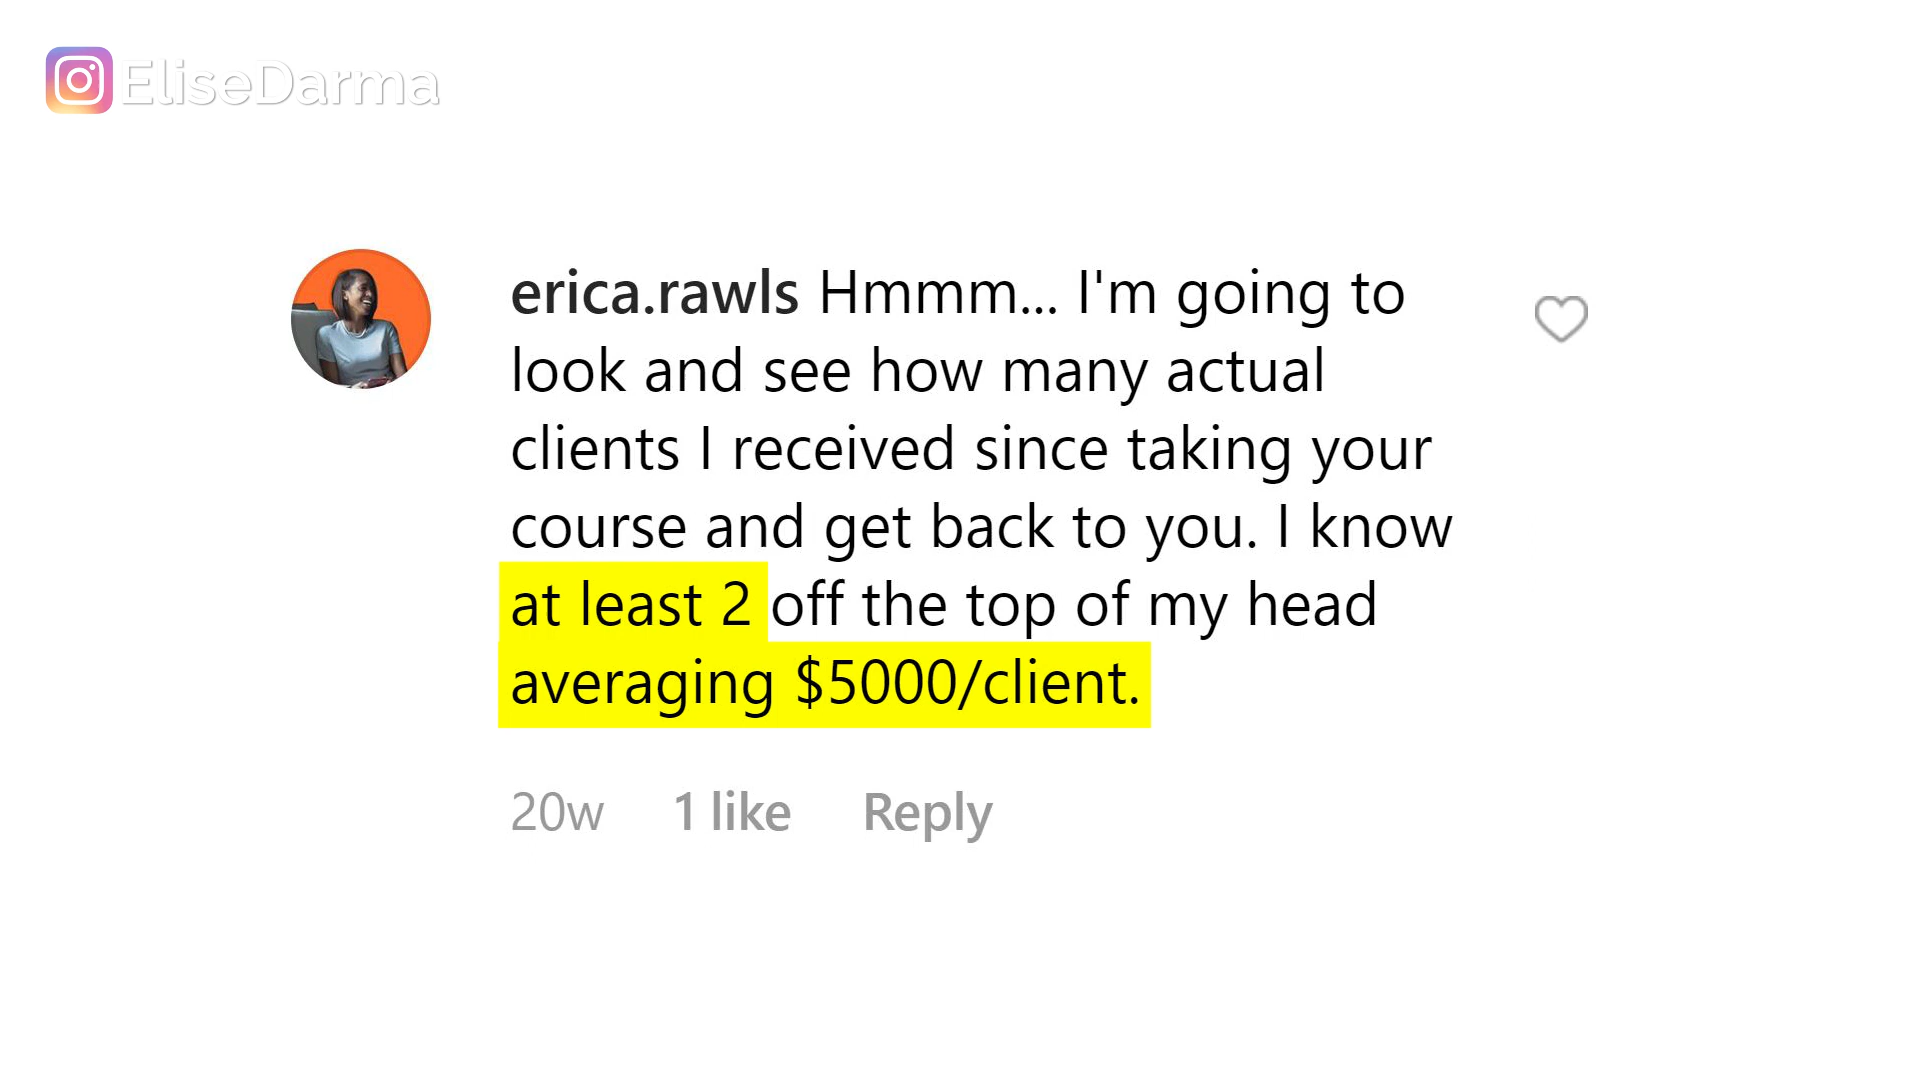 EliseDarma
erica.rawls Hmmm... I'm going to
look and see how many actual
clients I received since taking your
course and get back to you. I know
at least 2 off the top of my head
averaging $5000/client.
20w 1 like Reply